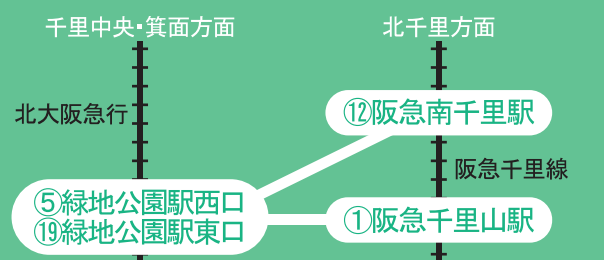 千里中央・箕面方面
北千里方面
北大阪急行
⑫阪急南千里駅
阪急千里線
⑤緑地公園駅西口
⑲緑地公園駅東口
①阪急千里山駅